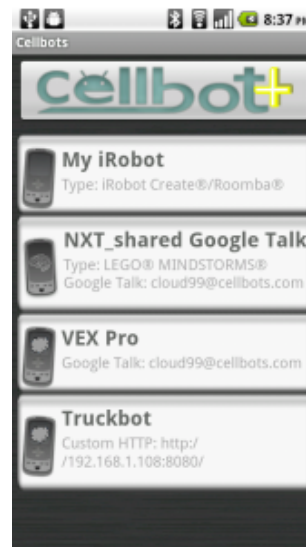 8:37 PM
Cellbots
Cellbot+
My iRobot
Type: iRobot Create®/Roomba®
NXT_shared Google Talk
Type: LEGO® MINDSTORMS®
Google Talk: cloud99@cellbots.com
VEX Pro
Google Talk: cloud99@cellbots.com
Truckbot
Custom HTTP: http:/
/192.168.1.108:8080/